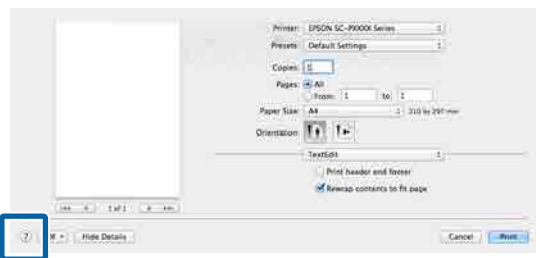 Printer: EPSON SC-PXXXX Series
Presets: Default Settings
Copies: 1
Pages: All
From: 1 to: 1
Paper Size: A4 210 by 297 mm
Orientation:
TextEdit
Print header and footer
Rewrap contents to fit page
1 of 1
? Hide Details Cancel Print